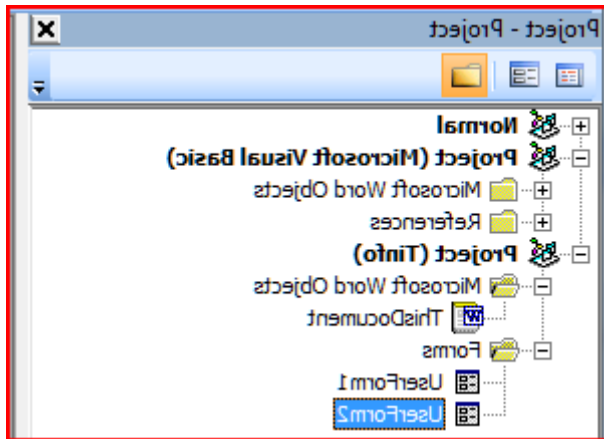 Project - Project
Normal
Project (Microsoft Visual Basic)
Microsoft Word Objects
References
Project (Tinfo)
Microsoft Word Objects
ThisDocument
Forms
UserForm1
UserForm2